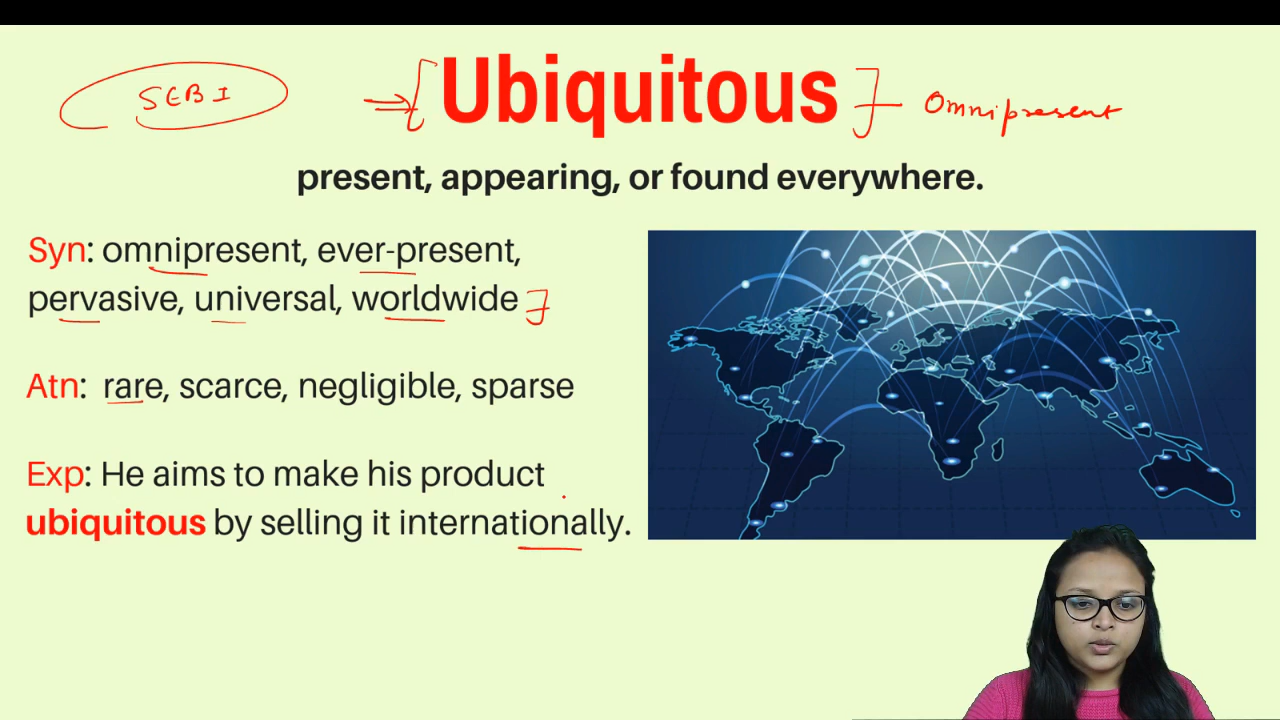 SEBI
Ubiquitous
Omnipresent
present, appearing, or found everywhere.
Syn: omnipresent, ever-present,
pervasive, universal, worldwide
Atn: rare, scarce, negligible, sparse
Exp: He aims to make his product
ubiquitous by selling it internationally.